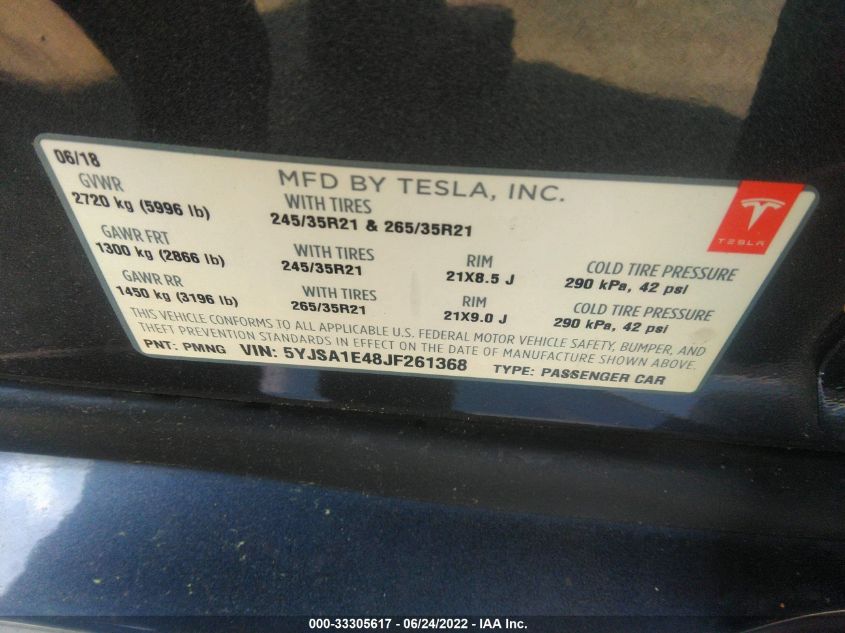 06/18
MFD BY TESLA, INC.
GVWR
2720 kg (5996 lb)
WITH TIRES
245/35R21 & 265/35R21
GAWR FRT
1300 kg (2866 lb)
WITH TIRES
245/35R21
RIM
21X8.5 J
COLD TIRE PRESSURE
290 kPa, 42 psi
GAWR RR
1450 kg (3196 lb)
WITH TIRES
265/35R21
RIM
21X9.0 J
COLD TIRE PRESSURE
290 kPa, 42 psi
TESLA
THIS VEHICLE CONFORMS TO ALL APPLICABLE U.S. FEDERAL MOTOR VEHICLE SAFETY, BUMPER, AND
THEFT PREVENTION STANDARDS IN EFFECT ON THE DATE OF MANUFACTURE SHOWN ABOVE.
PNT: PMNG VIN: 5YJSA1E48JF261368 TYPE: PASSENGER CAR
000-33305617 - 06/24/2022 - IAA Inc.